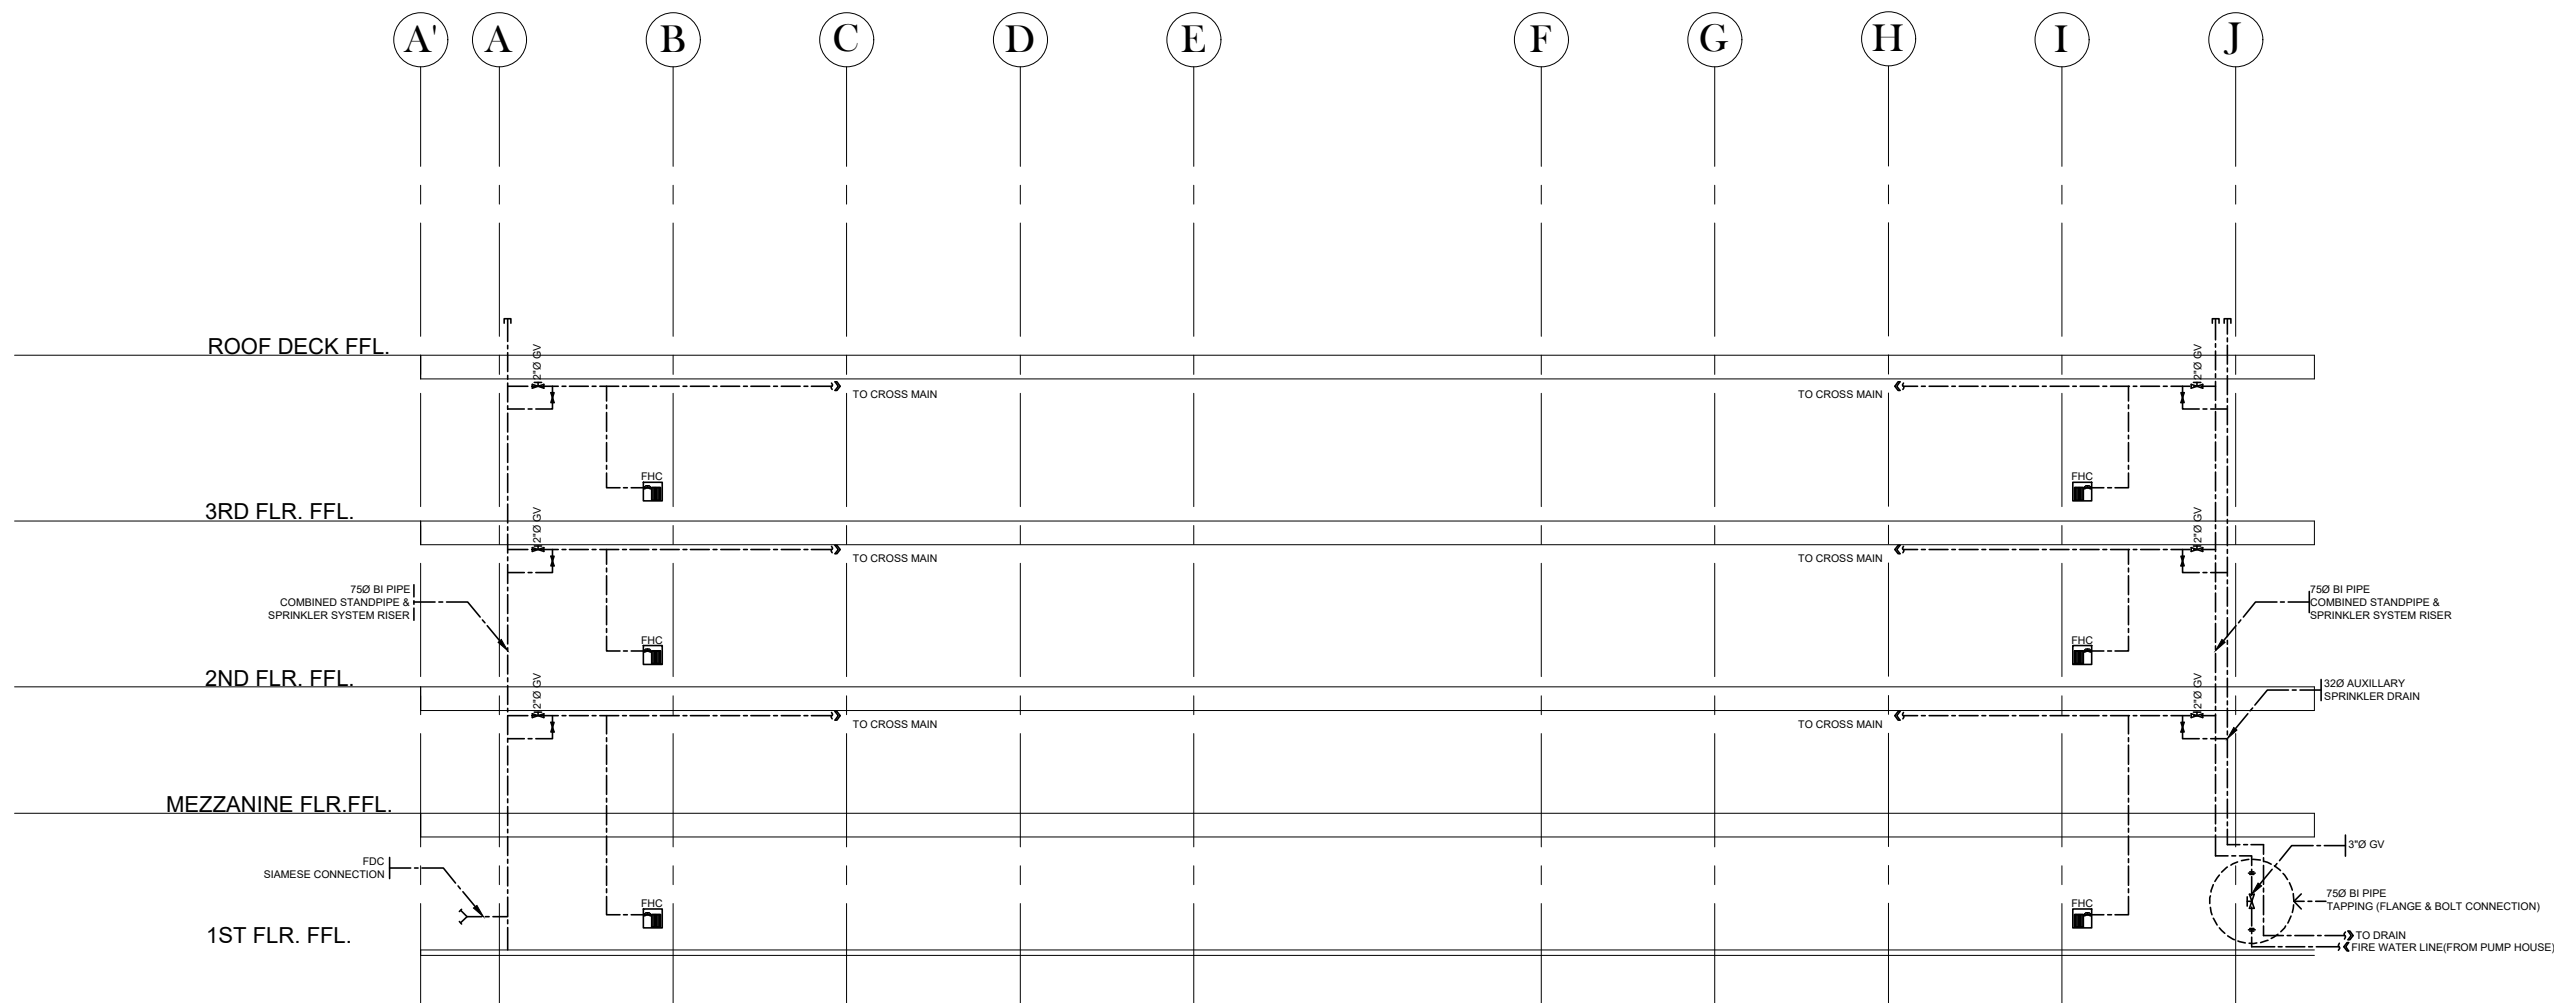 A' A B C D E F G H I J
ROOF DECK FFL.
2"Ø GV
2"Ø GV
TO CROSS MAIN
TO CROSS MAIN
FHC
FHC
3RD FLR. FFL.
2"Ø GV
2"Ø GV
TO CROSS MAIN
TO CROSS MAIN
75Ø BI PIPE
COMBINED STANDPIPE &
SPRINKLER SYSTEM RISER
75Ø BI PIPE
COMBINED STANDPIPE &
SPRINKLER SYSTEM RISER
FHC
FHC
2ND FLR. FFL.
2"Ø GV
2"Ø GV
32Ø AUXILLARY
SPRINKLER DRAIN
TO CROSS MAIN
TO CROSS MAIN
MEZZANINE FLR.FFL.
3"Ø GV
FDC
SIAMESE CONNECTION
FHC
FHC
75Ø BI PIPE
TAPPING (FLANGE & BOLT CONNECTION)
1ST FLR. FFL.
TO DRAIN
FIRE WATER LINE(FROM PUMP HOUSE)